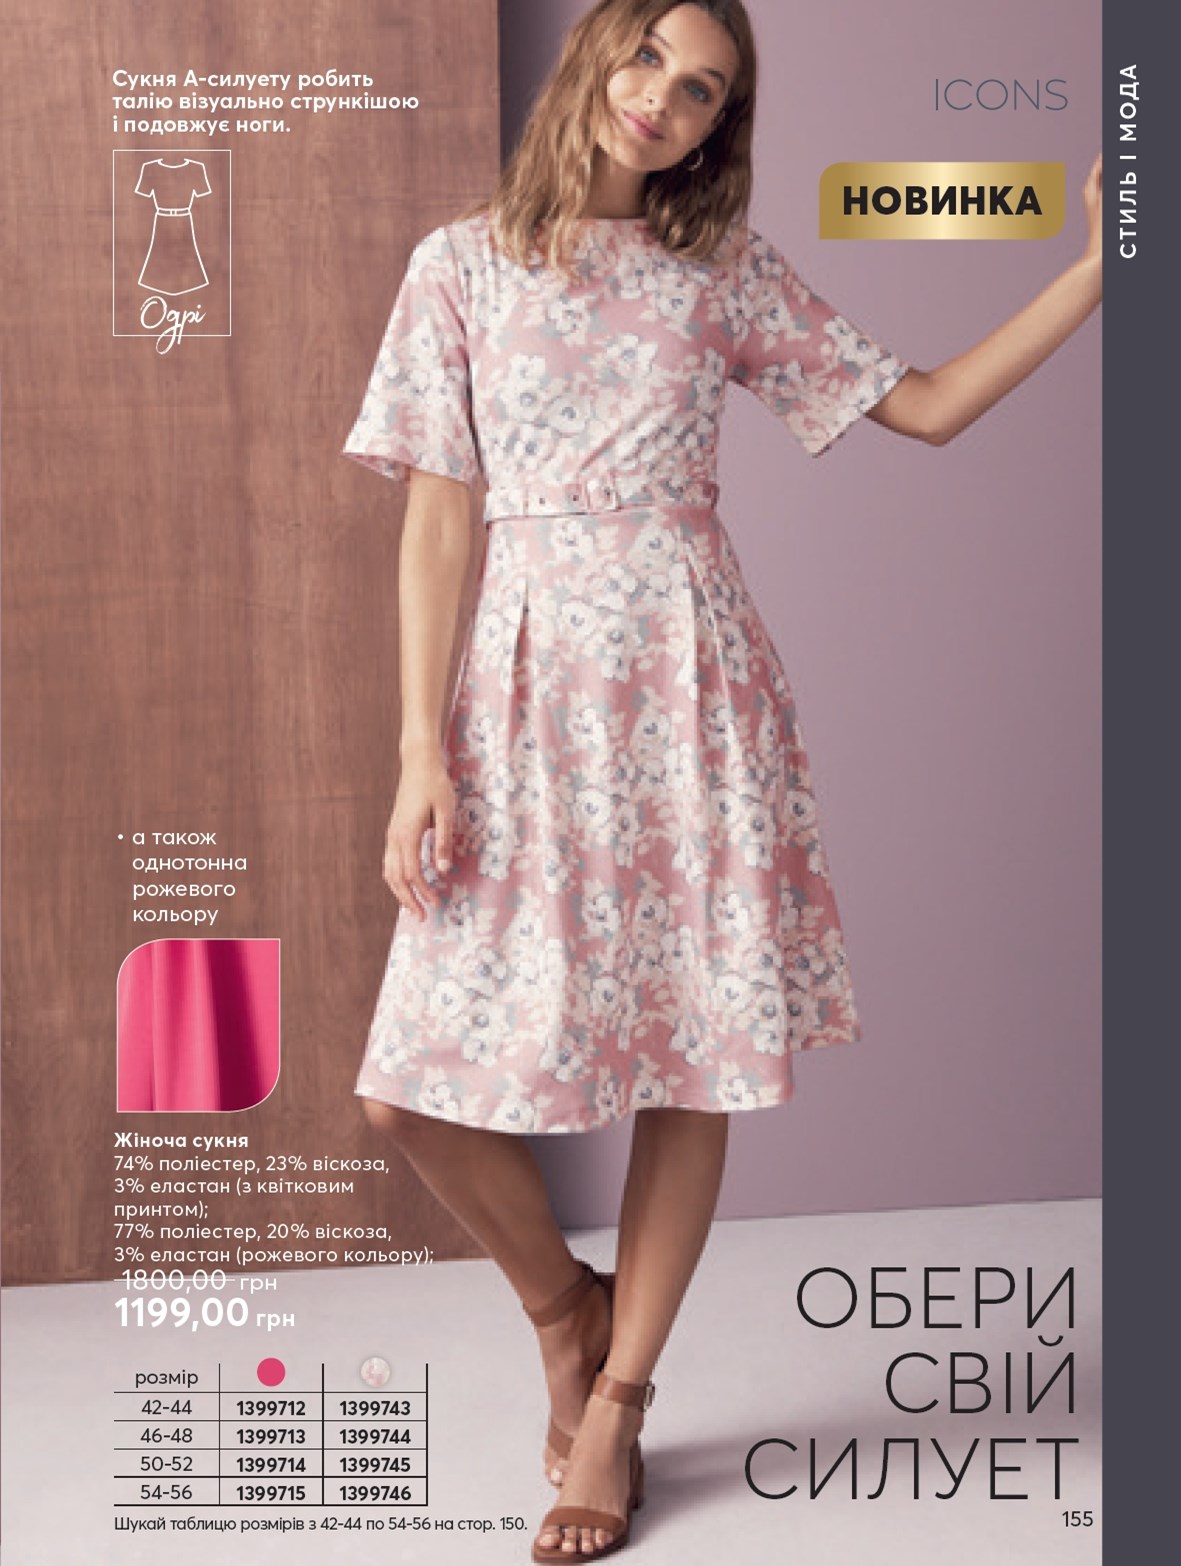 Сукня А-силуету робить
талію візуально стрункішою
і подовжує ноги.
Одрі
ICONS
НОВИНКА
СТИЛЬ І МОДА
• а також
однотонна
рожевого
кольору
Жіноча сукня
74% поліестер, 23% віскоза,
3% еластан (з квітковим
принтом);
77% поліестер, 20% віскоза,
3% еластан (рожевого кольору);
1800,00 грн
1199,00 грн
розмір
42-44 1399712 1399743
46-48 1399713 1399744
50-52 1399714 1399745
54-56 1399715 1399746
Шукай таблицю розмірів з 42-44 по 54-56 на стор. 150.
ОБЕРИ
СВІЙ
СИЛУЕТ
155